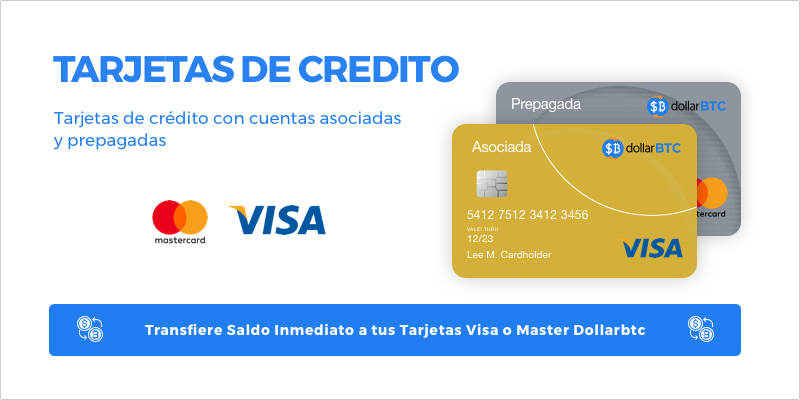 TARJETAS DE CREDITO
Tarjetas de crédito con cuentas asociadas
y prepagadas
mastercard.
VISA
Prepagada
dollarBTC
Asociada
dollarBTC
5412 7512 3412 3456
VALID THRU
12/23
Lee M. Cardholder
VISA
Transfiere Saldo Inmediato a tus Tarjetas Visa o Master Dollarbtc